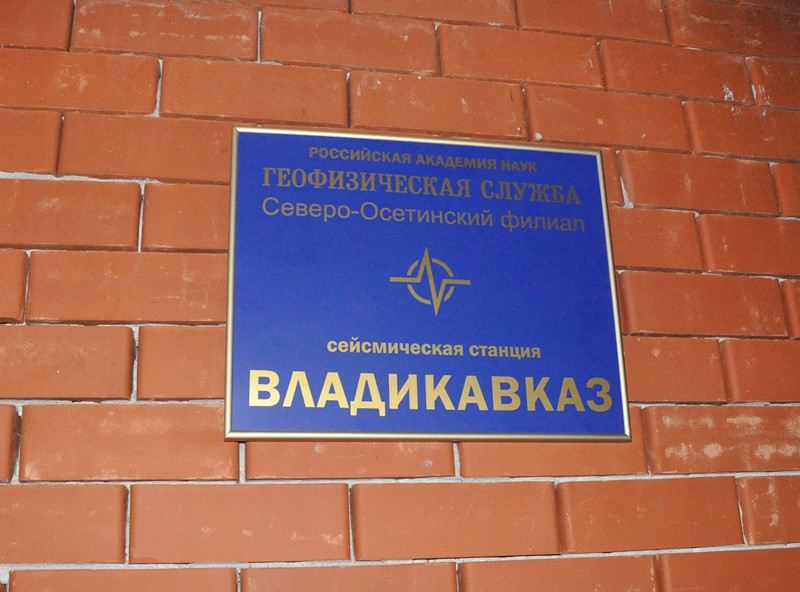 РОССИЙСКАЯ АКАДЕМИЯ НАУК
ГЕОФИЗИЧЕСКАЯ СЛУЖБА
Северо-Осетинский филиал
сейсмическая станция
ВЛАДИКАВКАЗ